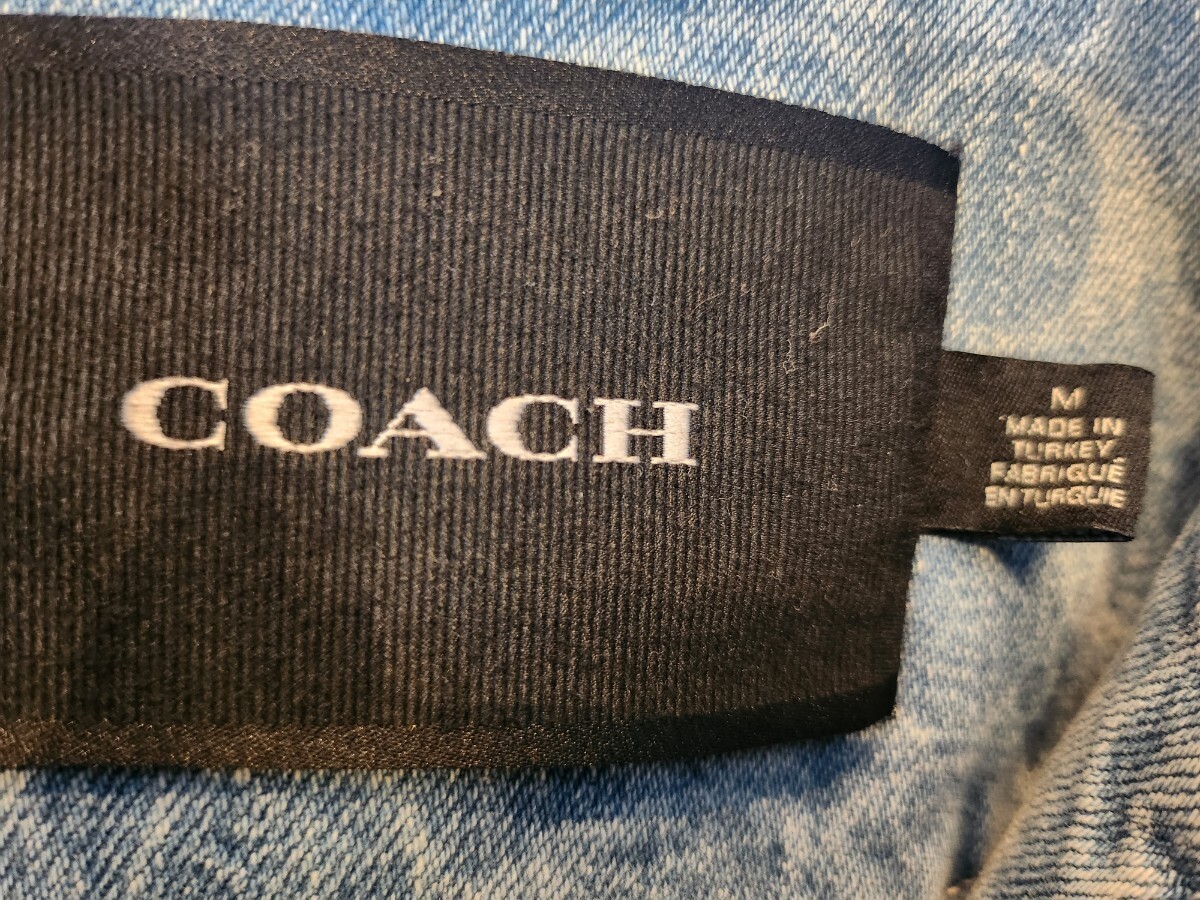 COACH
M
MADE IN
TURKEY
FABRIQUÉ
EN TURQUIE